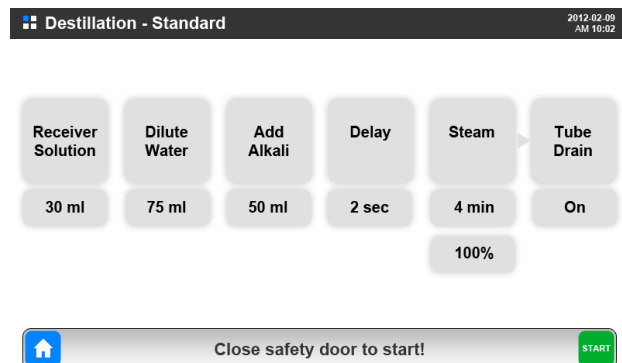 Destillation - Standard
2012-02-09
AM 10:02
Receiver
Solution
Dilute
Water
Add
Alkali
Delay
Steam
Tube
Drain
30 ml
75 ml
50 ml
2 sec
4 min
On
100%
Close safety door to start!
START